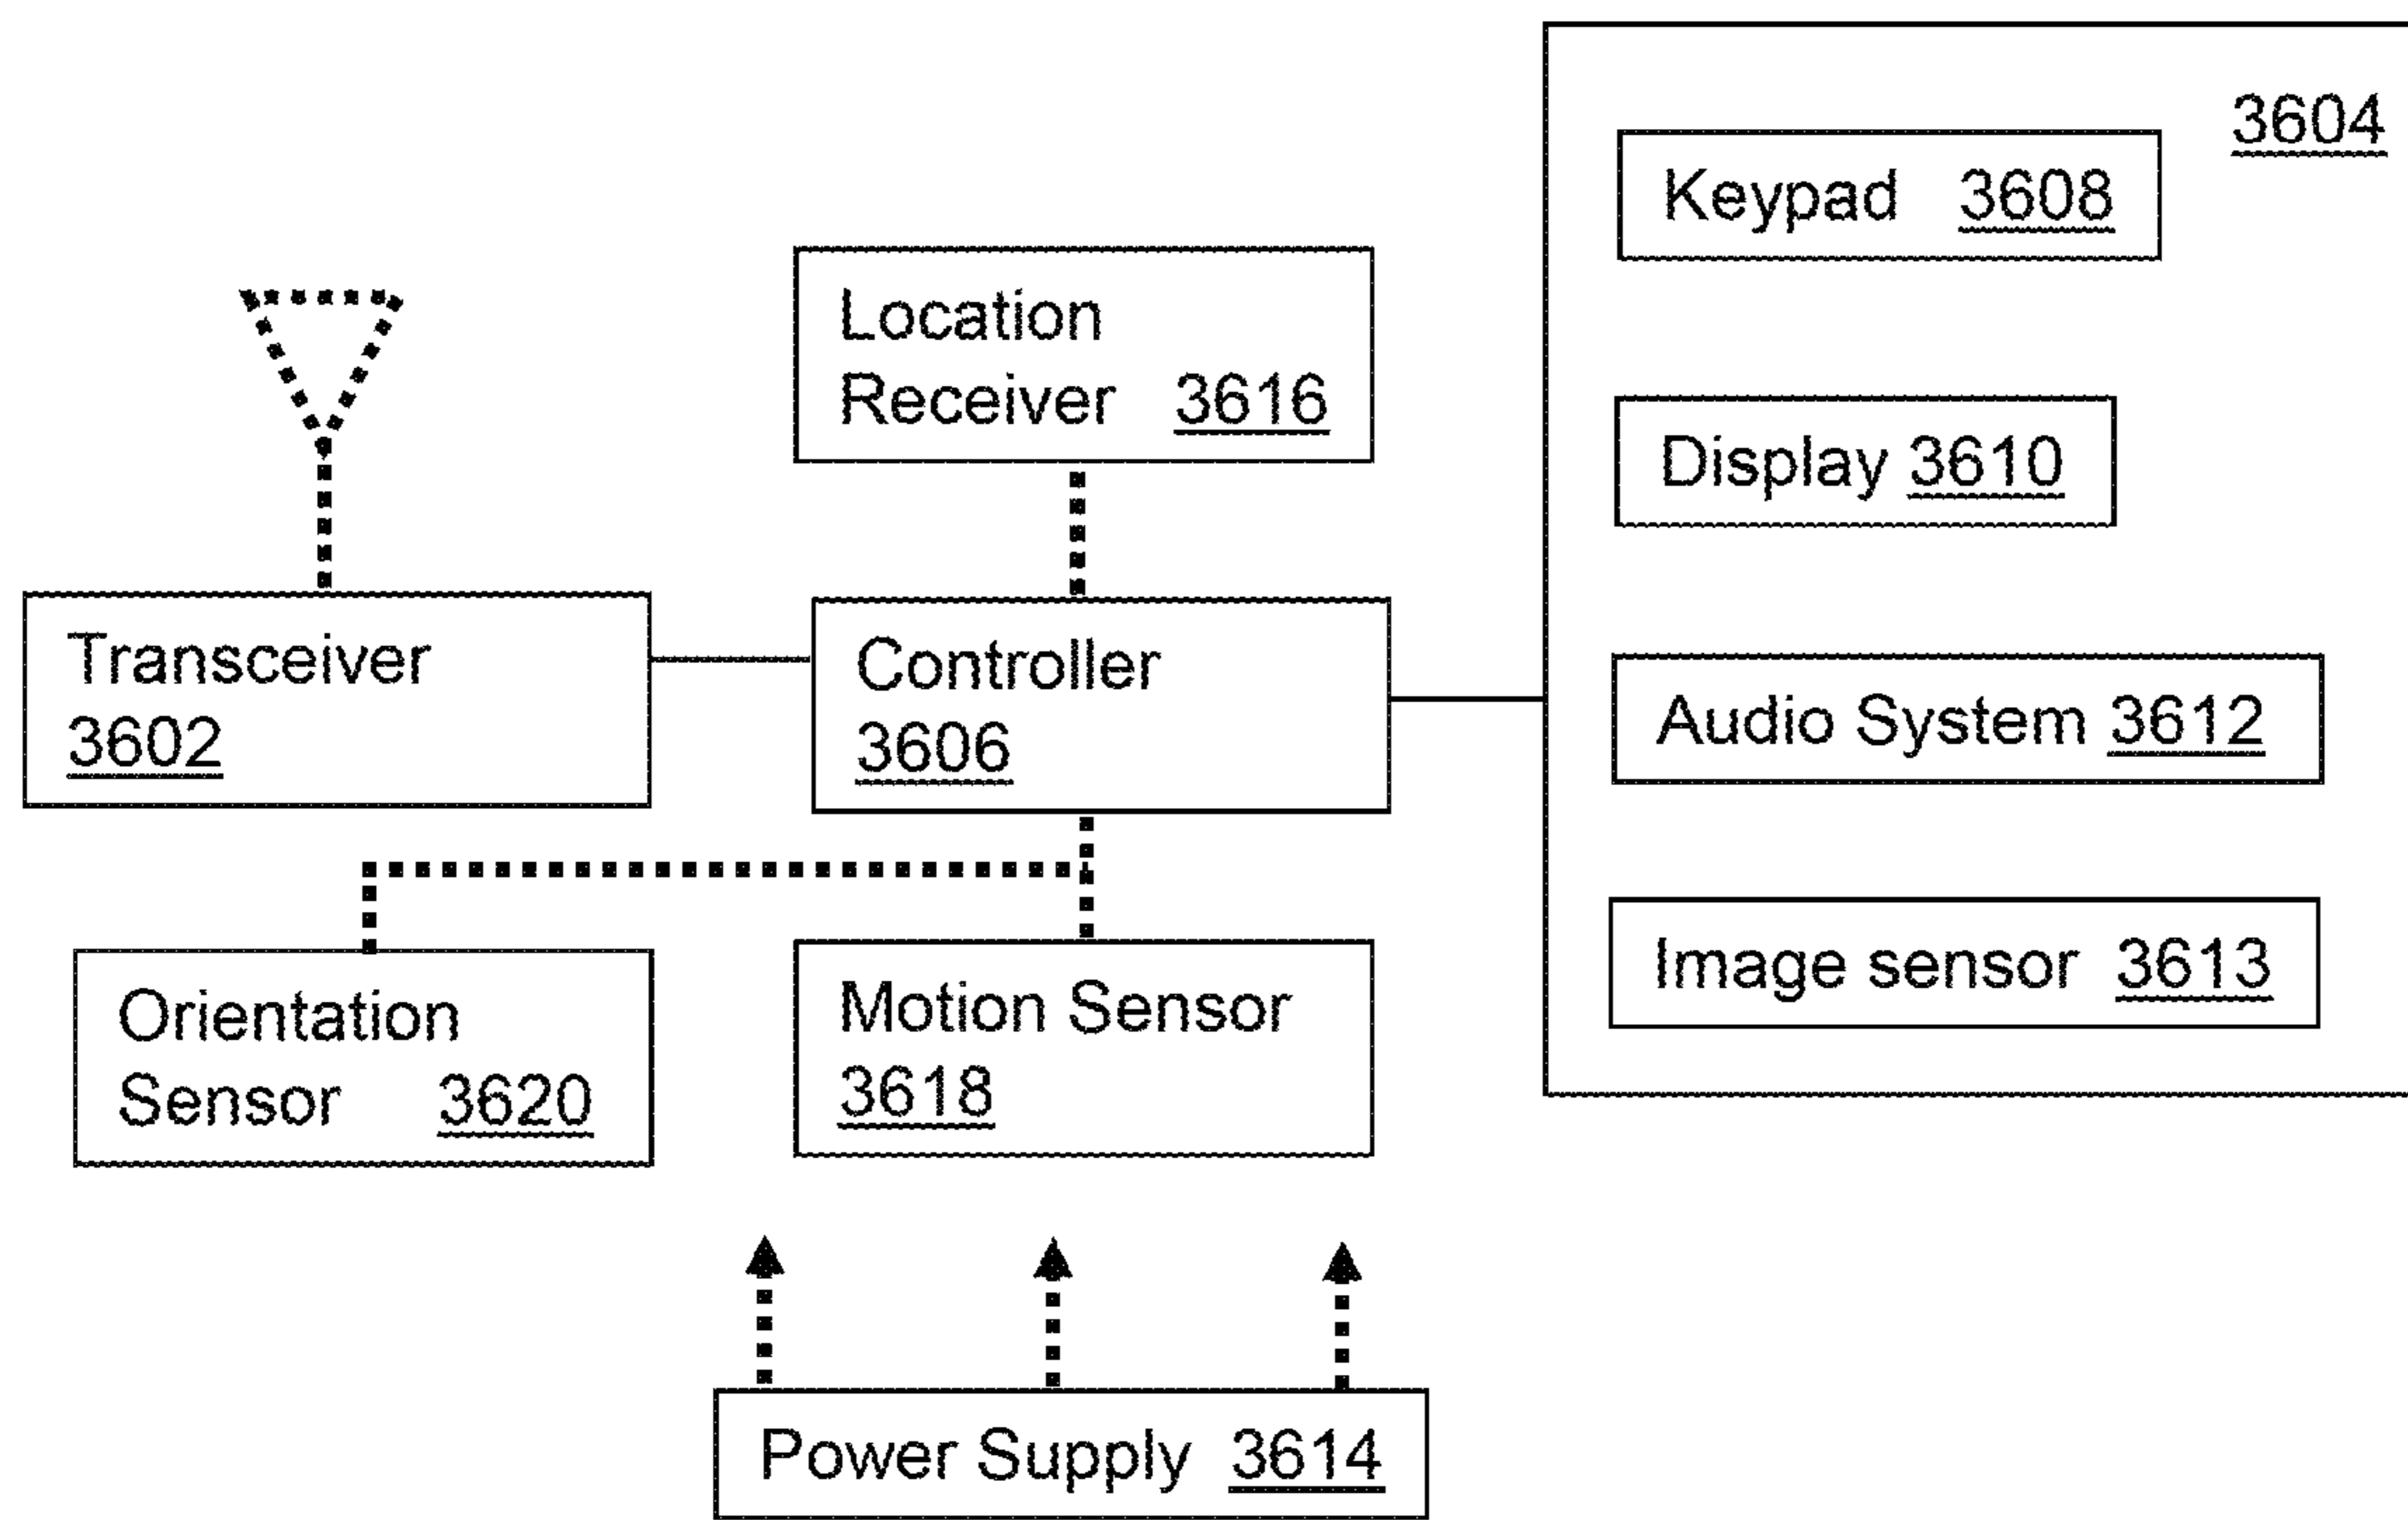 3604
Keypad 3608
Location
Receiver 3616
Display 3610
Transceiver
3602
Controller
3606
Audio System 3612
Image sensor 3613
Orientation
Sensor 3620
Motion Sensor
3618
Power Supply 3614